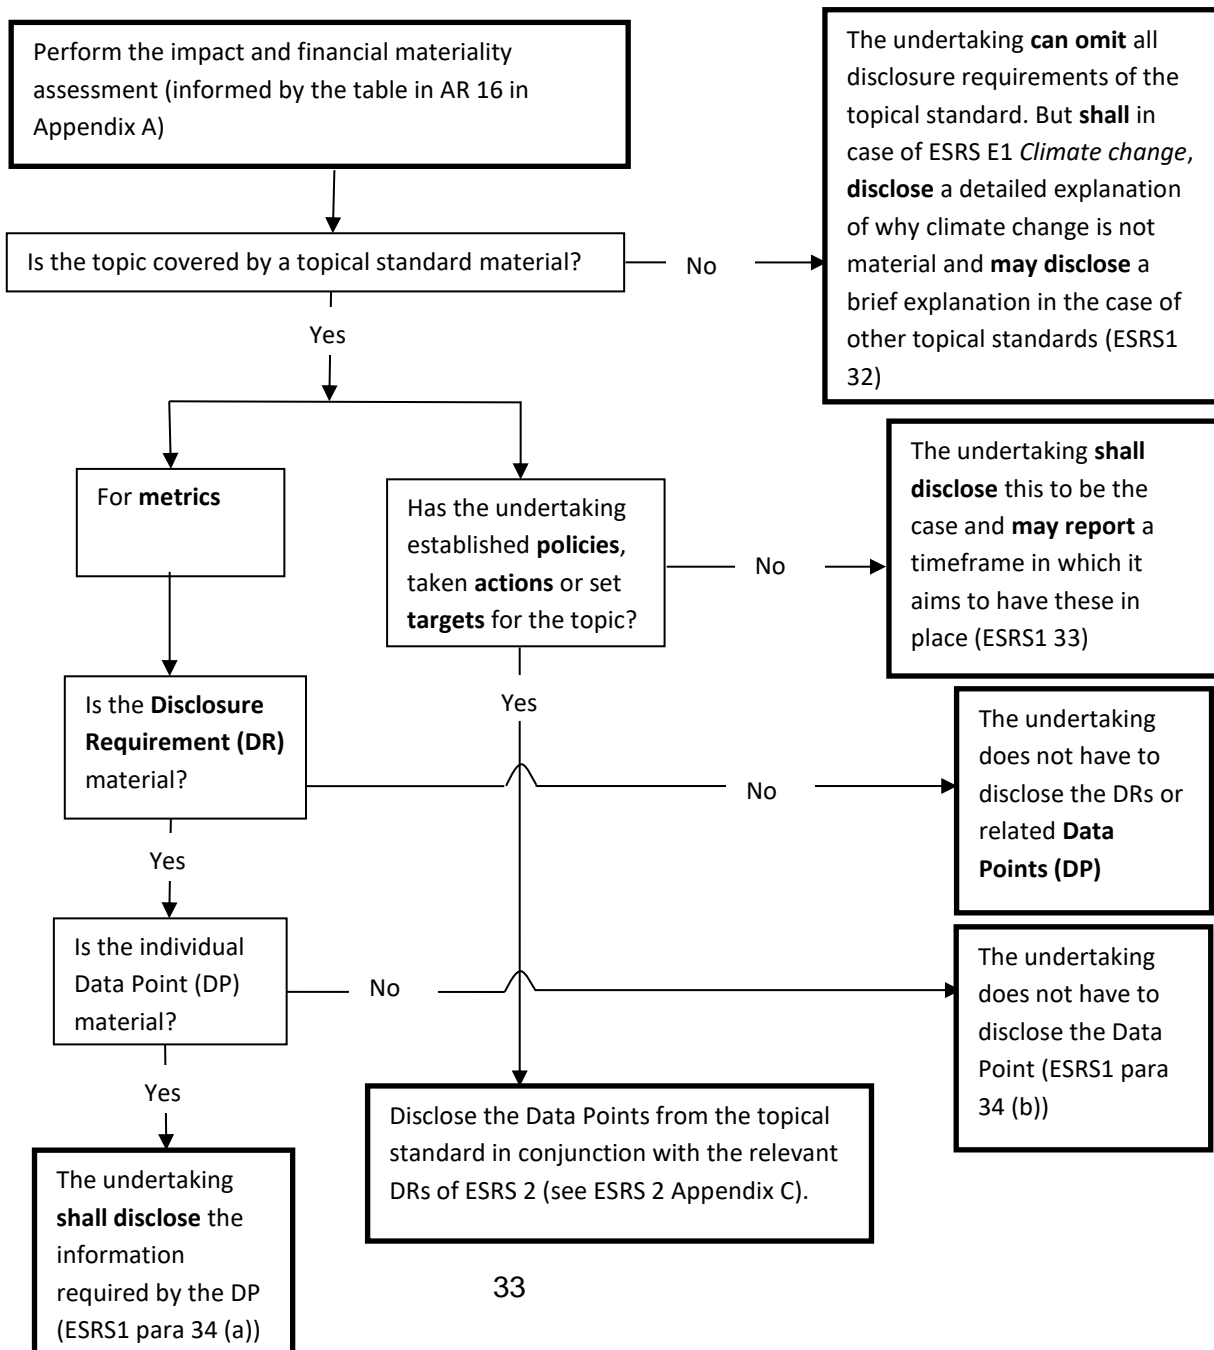 Perform the impact and financial materiality
assessment (informed by the table in AR 16 in
Appendix A)
The undertaking can omit all
disclosure requirements of the
topical standard. But shall in
case of ESRS E1 Climate change,
disclose a detailed explanation
of why climate change is not
material and may disclose a
brief explanation in the case of
other topical standards (ESRS1
32)
Is the topic covered by a topical standard material?
No
Yes
For metrics
Has the undertaking
established policies,
taken actions or set
targets for the topic?
No
The undertaking shall
disclose this to be the
case and may report a
timeframe in which it
aims to have these in
place (ESRS1 33)
Yes
Is the Disclosure
Requirement (DR)
material?
No
The undertaking
does not have to
disclose the DRs or
related Data
Points (DP)
Yes
Is the individual
Data Point (DP)
material?
No
The undertaking
does not have to
disclose the Data
Point (ESRS1 para
34 (b))
Yes
Disclose the Data Points from the topical
standard in conjunction with the relevant
DRs of ESRS 2 (see ESRS 2 Appendix C).
The undertaking
shall disclose the
information
required by the DP
(ESRS1 para 34 (a))
33